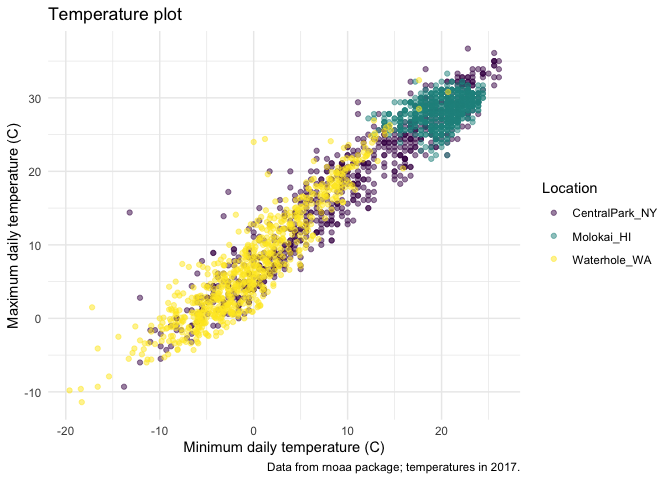 Temperature plot
Maximum daily temperature (C)
30
20
10
0
-10
-20
-10
0
10
20
Minimum daily temperature (C)
Data from moaa package; temperatures in 2017.
Location
CentralPark_NY
Molokai_HI
Waterhole_WA